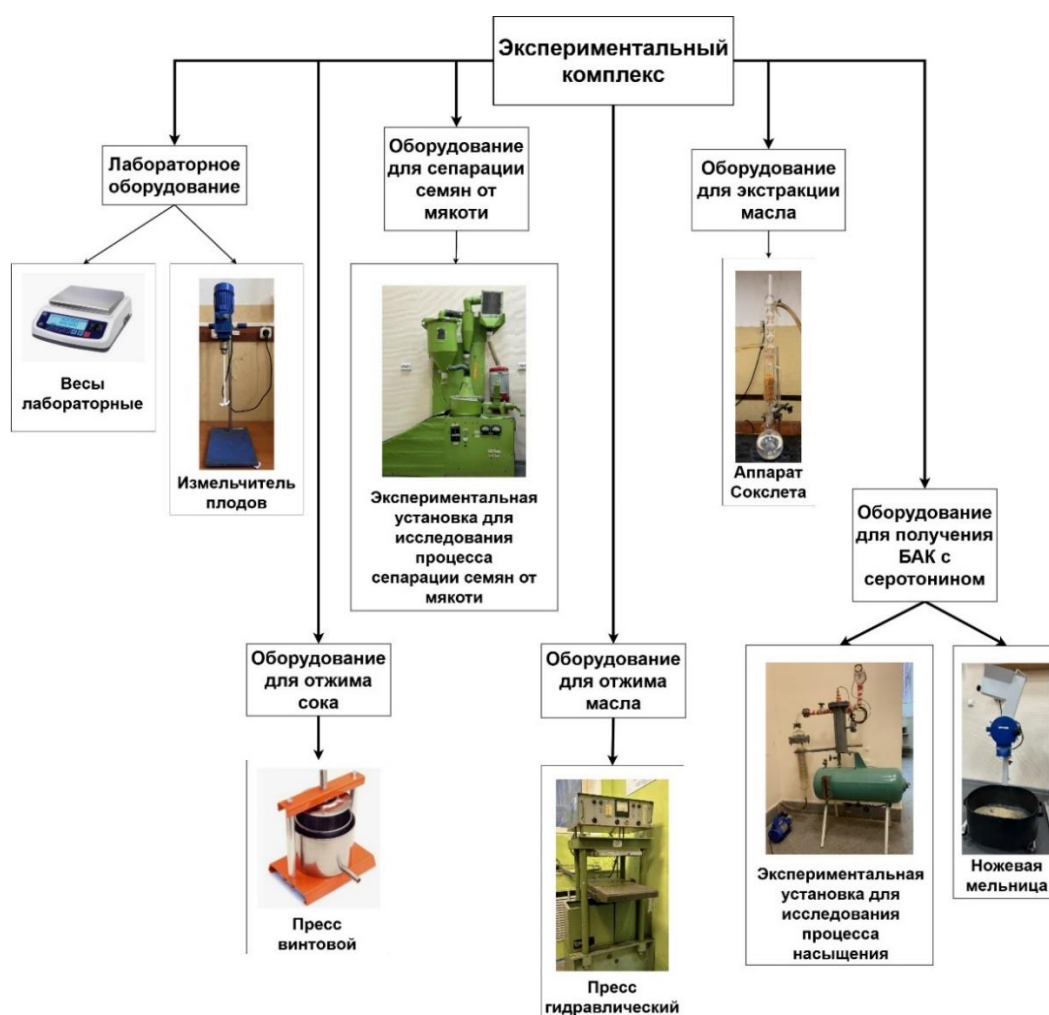 Экспериментальный
комплекс
Лабораторное
оборудование
Оборудование
для сепарации
семян от
мякоти
Оборудование
для экстракции
масла
Весы
лабораторные
Измельчитель
плодов
Экспериментальная
установка для
исследования
процесса
сепарации семян от
мякоти
Аппарат
Сокслета
Оборудование
для получения
БАК с
серотонином
Оборудование
для отжима
сока
Оборудование
для отжима
масла
Пресс
винтовой
Пресс
гидравлический
Экспериментальная
установка для
исследования
процесса
насыщения
Ножевая
мельница